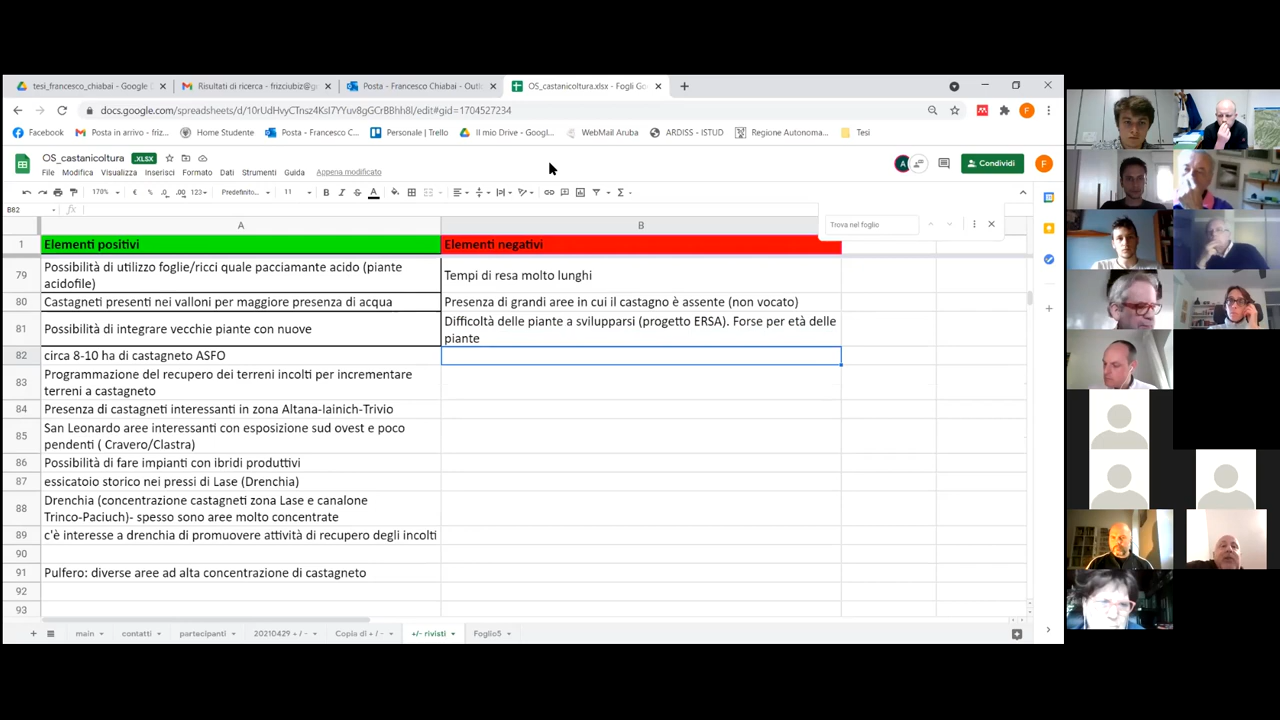 tesi_francesco_chiabai - Google
Risultati di ricerca - frizciubiz@g
Posta - Francesco Chiabai - Outl
OS_castanicoltura.xlsx - Fogli Go
docs.google.com/spreadsheets/d/10rUdHvyCTnsz4KsI7YYuv8gGCrBBhh8l/edit#gid=1704527234
F
Facebook
Posta in arrivo - friz...
Home Studente
Posta - Francesco C...
Personale | Trello
Il mio Drive - Googl...
WebMail Aruba
ARDISS - ISTUD
Regione Autonoma...
Tesi
OS_castanicoltura .XLSX
File Modifica Visualizza Inserisci Formato Dati Strumenti Guida Appena modificato
A
Condividi
F
170% € % .0 .00 123 Predefinito... 11 B I S A
B82 fx
Trova nel foglio
A B
1 Elementi positivi Elementi negativi
79 Possibilità di utilizzo foglie/ricci quale pacciamante acido (piante
acidofile) Tempi di resa molto lunghi
80 Castagneti presenti nei valloni per maggiore presenza di acqua Presenza di grandi aree in cui il castagno è assente (non vocato)
81 Possibilità di integrare vecchie piante con nuove Difficoltà delle piante a svilupparsi (progetto ERSA). Forse per età delle
piante
82 circa 8-10 ha di castagneto ASFO
83 Programmazione del recupero dei terreni incolti per incrementare
terreni a castagneto
84 Presenza di castagneti interessanti in zona Altana-Iainich-Trivio
85 San Leonardo aree interessanti con esposizione sud ovest e poco
pendenti ( Cravero/Clastra)
86 Possibilità di fare impianti con ibridi produttivi
87 essicatoio storico nei pressi di Lase (Drenchia)
88 Drenchia (concentrazione castagneti zona Lase e canalone
Trinco-Paciuch)- spesso sono aree molto concentrate
89 c'è interesse a drenchia di promuovere attività di recupero degli incolti
90
91 Pulfero: diverse aree ad alta concentrazione di castagneto
92
93
main contatti partecipanti 20210429 + / - Copia di + / - +/- rivisti Foglio5